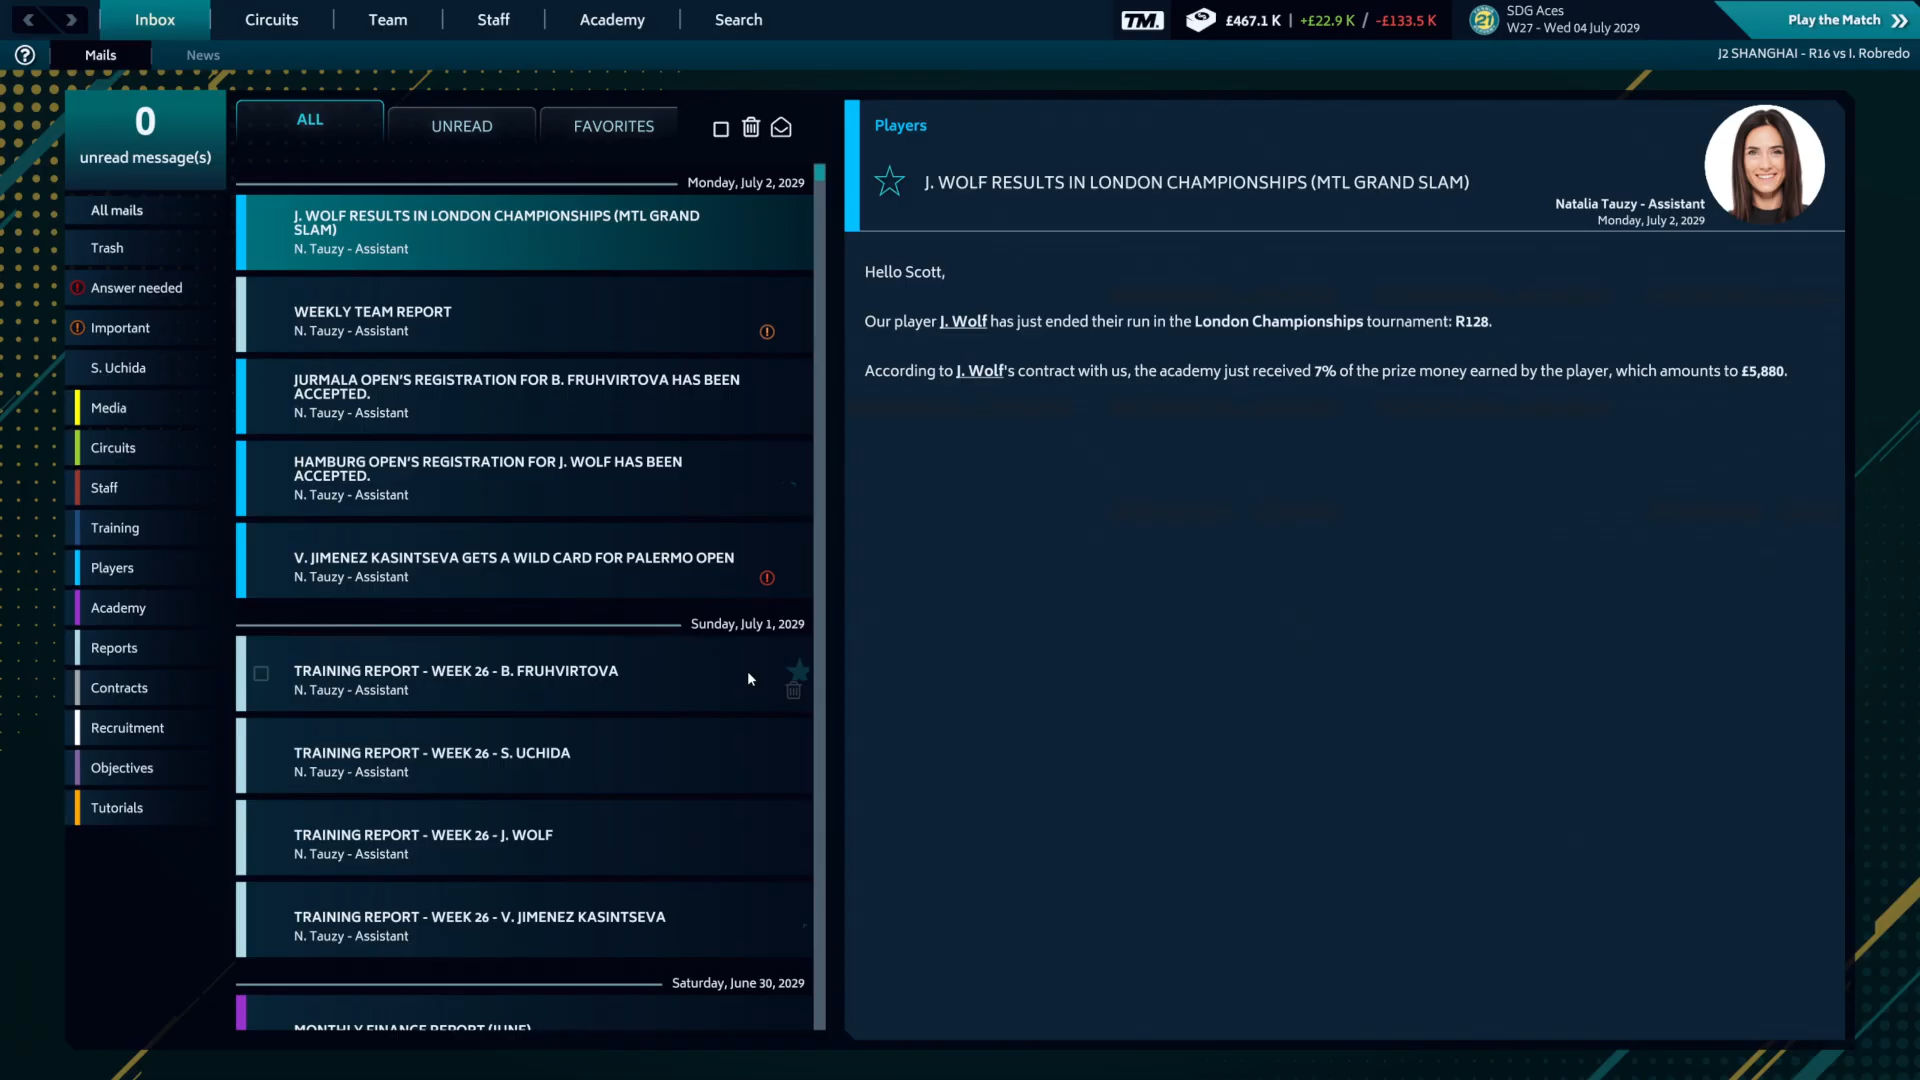 Inbox
Circuits
Team
Staff
Academy
Search
TM.
£467.1 K | +£22.9 K / -£133.5 K
21
SDG Aces
W27 - Wed 04 July 2029
Play the Match
?
Mails
News
J2 SHANGHAI - R16 vs I. Robredo
0
unread message(s)
All mails
Trash
Answer needed
Important
S. Uchida
Media
Circuits
Staff
Training
Players
Academy
Reports
Contracts
Recruitment
Objectives
Tutorials
ALL
UNREAD
FAVORITES
Monday, July 2, 2029
J. WOLF RESULTS IN LONDON CHAMPIONSHIPS (MTL GRAND
SLAM)
N. Tauzy - Assistant
WEEKLY TEAM REPORT
N. Tauzy - Assistant
JURMALA OPEN'S REGISTRATION FOR B. FRUHVIRTOVA HAS BEEN
ACCEPTED.
N. Tauzy - Assistant
HAMBURG OPEN'S REGISTRATION FOR J. WOLF HAS BEEN
ACCEPTED.
N. Tauzy - Assistant
V. JIMENEZ KASINTSEVA GETS A WILD CARD FOR PALERMO OPEN
N. Tauzy - Assistant
Sunday, July 1, 2029
TRAINING REPORT - WEEK 26 - B. FRUHVIRTOVA
N. Tauzy - Assistant
TRAINING REPORT - WEEK 26 - S. UCHIDA
N. Tauzy - Assistant
TRAINING REPORT - WEEK 26 - J. WOLF
N. Tauzy - Assistant
TRAINING REPORT - WEEK 26 - V. JIMENEZ KASINTSEVA
N. Tauzy - Assistant
Saturday, June 30, 2029
MONTHLY FINANCE REPORT (JUNE)
Players
J. WOLF RESULTS IN LONDON CHAMPIONSHIPS (MTL GRAND SLAM)
Natalia Tauzy - Assistant
Monday, July 2, 2029
Hello Scott,
Our player J. Wolf has just ended their run in the London Championships tournament: R128.
According to J. Wolf's contract with us, the academy just received 7% of the prize money earned by the player, which amounts to £5,880.